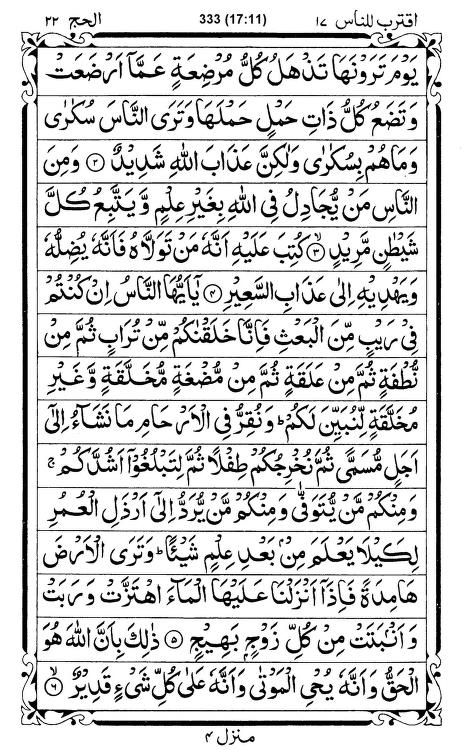 اقترب للناس ١٧ 333 (17:11) الحج ٢٢
يَوْمَ تَرَوْنَهَا تَذْهَلُ كُلُّ مُرْضِعَةٍ عَمَّاۤ اَرْضَعَتْ
وَتَضَعُ كُلُّ ذَاتِ حَمْلٍ حَمْلَهَا وَتَرَى النَّاسَ سُكٰرٰى
وَمَا هُمْ بِسُكٰرٰى وَلٰكِنَّ عَذَابَ اللّٰهِ شَدِيْدٌ ﴿٢﴾ وَمِنَ
النَّاسِ مَنْ يُّجَادِلُ فِى اللّٰهِ بِغَيْرِ عِلْمٍ وَّيَتَّبِعُ كُلَّ
شَيْطٰنٍ مَّرِيْدٍ ﴿٣﴾ كُتِبَ عَلَيْهِ اَنَّهٗ مَنْ تَوَلَّاهُ فَاَنَّهٗ يُضِلُّهٗ
وَيَهْدِيْهِ اِلٰى عَذَابِ السَّعِيْرِ ﴿٤﴾ يٰۤاَيُّهَا النَّاسُ اِنْ كُنْتُمْ
فِىْ رَيْبٍ مِّنَ الْبَعْثِ فَاِنَّا خَلَقْنٰكُمْ مِّنْ تُرَابٍ ثُمَّ مِنْ
نُّطْفَةٍ ثُمَّ مِنْ عَلَقَةٍ ثُمَّ مِنْ مُّضْغَةٍ مُّخَلَّقَةٍ وَّغَيْرِ
مُخَلَّقَةٍ لِّنُبَيِّنَ لَكُمْ ؕ وَنُقِرُّ فِى الْاَرْحَامِ مَا نَشَآءُ اِلٰۤى
اَجَلٍ مُّسَمًّى ثُمَّ نُخْرِجُكُمْ طِفْلًا ثُمَّ لِتَبْلُغُوْۤا اَشُدَّكُمْ ۚ
وَمِنْكُمْ مَّنْ يُّتَوَفّٰى وَمِنْكُمْ مَّنْ يُّرَدُّ اِلٰۤى اَرْذَلِ الْعُمُرِ
لِكَيْلَا يَعْلَمَ مِنْۢ بَعْدِ عِلْمٍ شَيْـًٔا ؕ وَتَرَى الْاَرْضَ
هَامِدَةً فَاِذَاۤ اَنْزَلْنَا عَلَيْهَا الْمَآءَ اهْتَزَّتْ وَرَبَتْ
وَاَنْۢبَتَتْ مِنْ كُلِّ زَوْجٍۭ بَهِيْجٍ ﴿٥﴾ ذٰلِكَ بِاَنَّ اللّٰهَ هُوَ
الْحَقُّ وَاَنَّهٗ يُحْىِ الْمَوْتٰى وَاَنَّهٗ عَلٰى كُلِّ شَىْءٍ قَدِيْرٌ ﴿٦﴾
منزل ٤